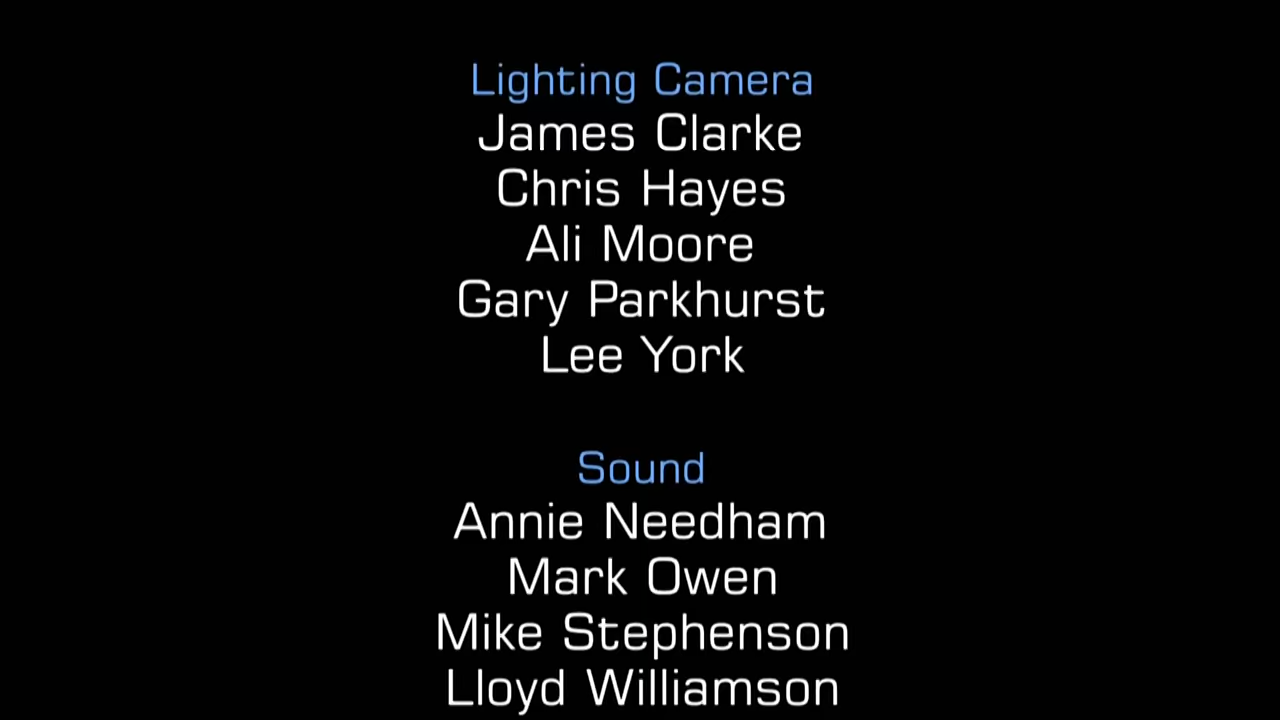 Lighting Camera
James Clarke
Chris Hayes
Ali Moore
Gary Parkhurst
Lee York
Sound
Annie Needham
Mark Owen
Mike Stephenson
Lloyd Williamson